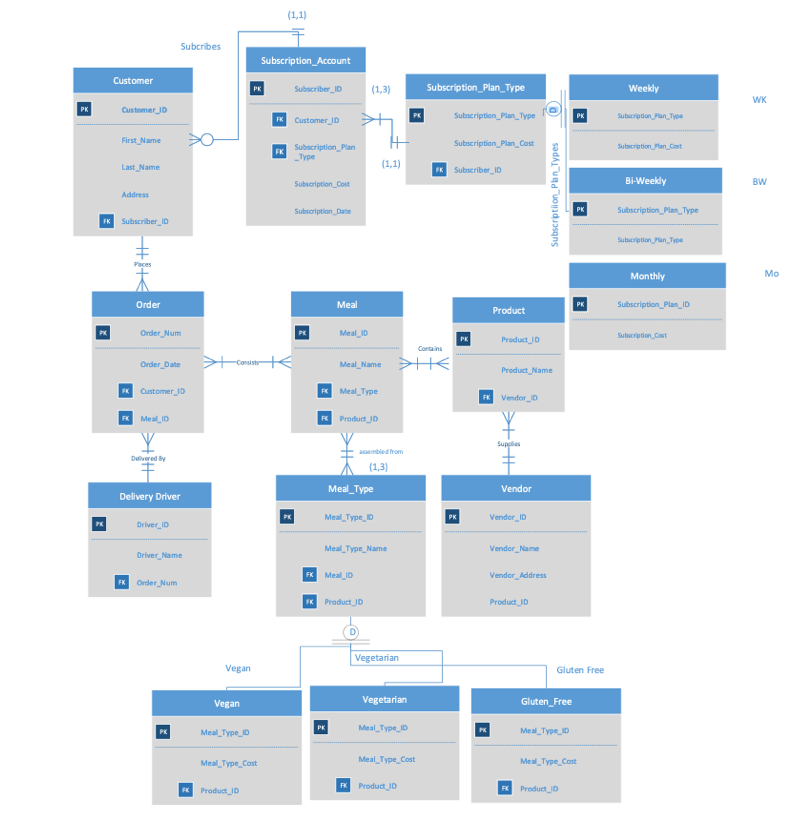 (1,1)
Subcribes
Customer
PK Customer_ID
First_Name
Last_Name
Address
FK Subscriber_ID
Subscription_Account
PK Subscriber_ID
FK Customer_ID
FK Subscription_Plan
_Type
Subscription_Cost
Subscription_Date
(1,3)
(1,1)
Subscription_Plan_Type
PK Subscription_Plan_Type
Subscription_Plan_Cost
FK Subscriber_ID
Subscriptiion_Plan_Types
Weekly
PK Subscription_Plan_Type
Subscription_Plan_Cost
WK
Bi-Weekly
PK Subscription_Plan_Type
Subscription_Plan_Type
BW
Monthly
PK Subscription_Plan_ID
Subscription_Cost
Mo
Places
Order
PK Order_Num
Order_Date
FK Customer_ID
FK Meal_ID
Consists
Meal
PK Meal_ID
Meal_Name
FK Meal_Type
FK Product_ID
Contains
Product
PK Product_ID
Product_Name
FK Vendor_ID
Delivered By
assembled from
(1,3)
Supplies
Delivery Driver
PK Driver_ID
Driver_Name
FK Order_Num
Meal_Type
PK Meal_Type_ID
Meal_Type_Name
FK Meal_ID
FK Product_ID
Vendor
PK Vendor_ID
Vendor_Name
Vendor_Address
Product_ID
D
Vegan
Vegetarian
Gluten Free
Vegan
PK Meal_Type_ID
Meal_Type_Cost
FK Product_ID
Vegetarian
PK Meal_Type_ID
Meal_Type_Cost
FK Product_ID
Gluten_Free
PK Meal_Type_ID
Meal_Type_Cost
FK Product_ID